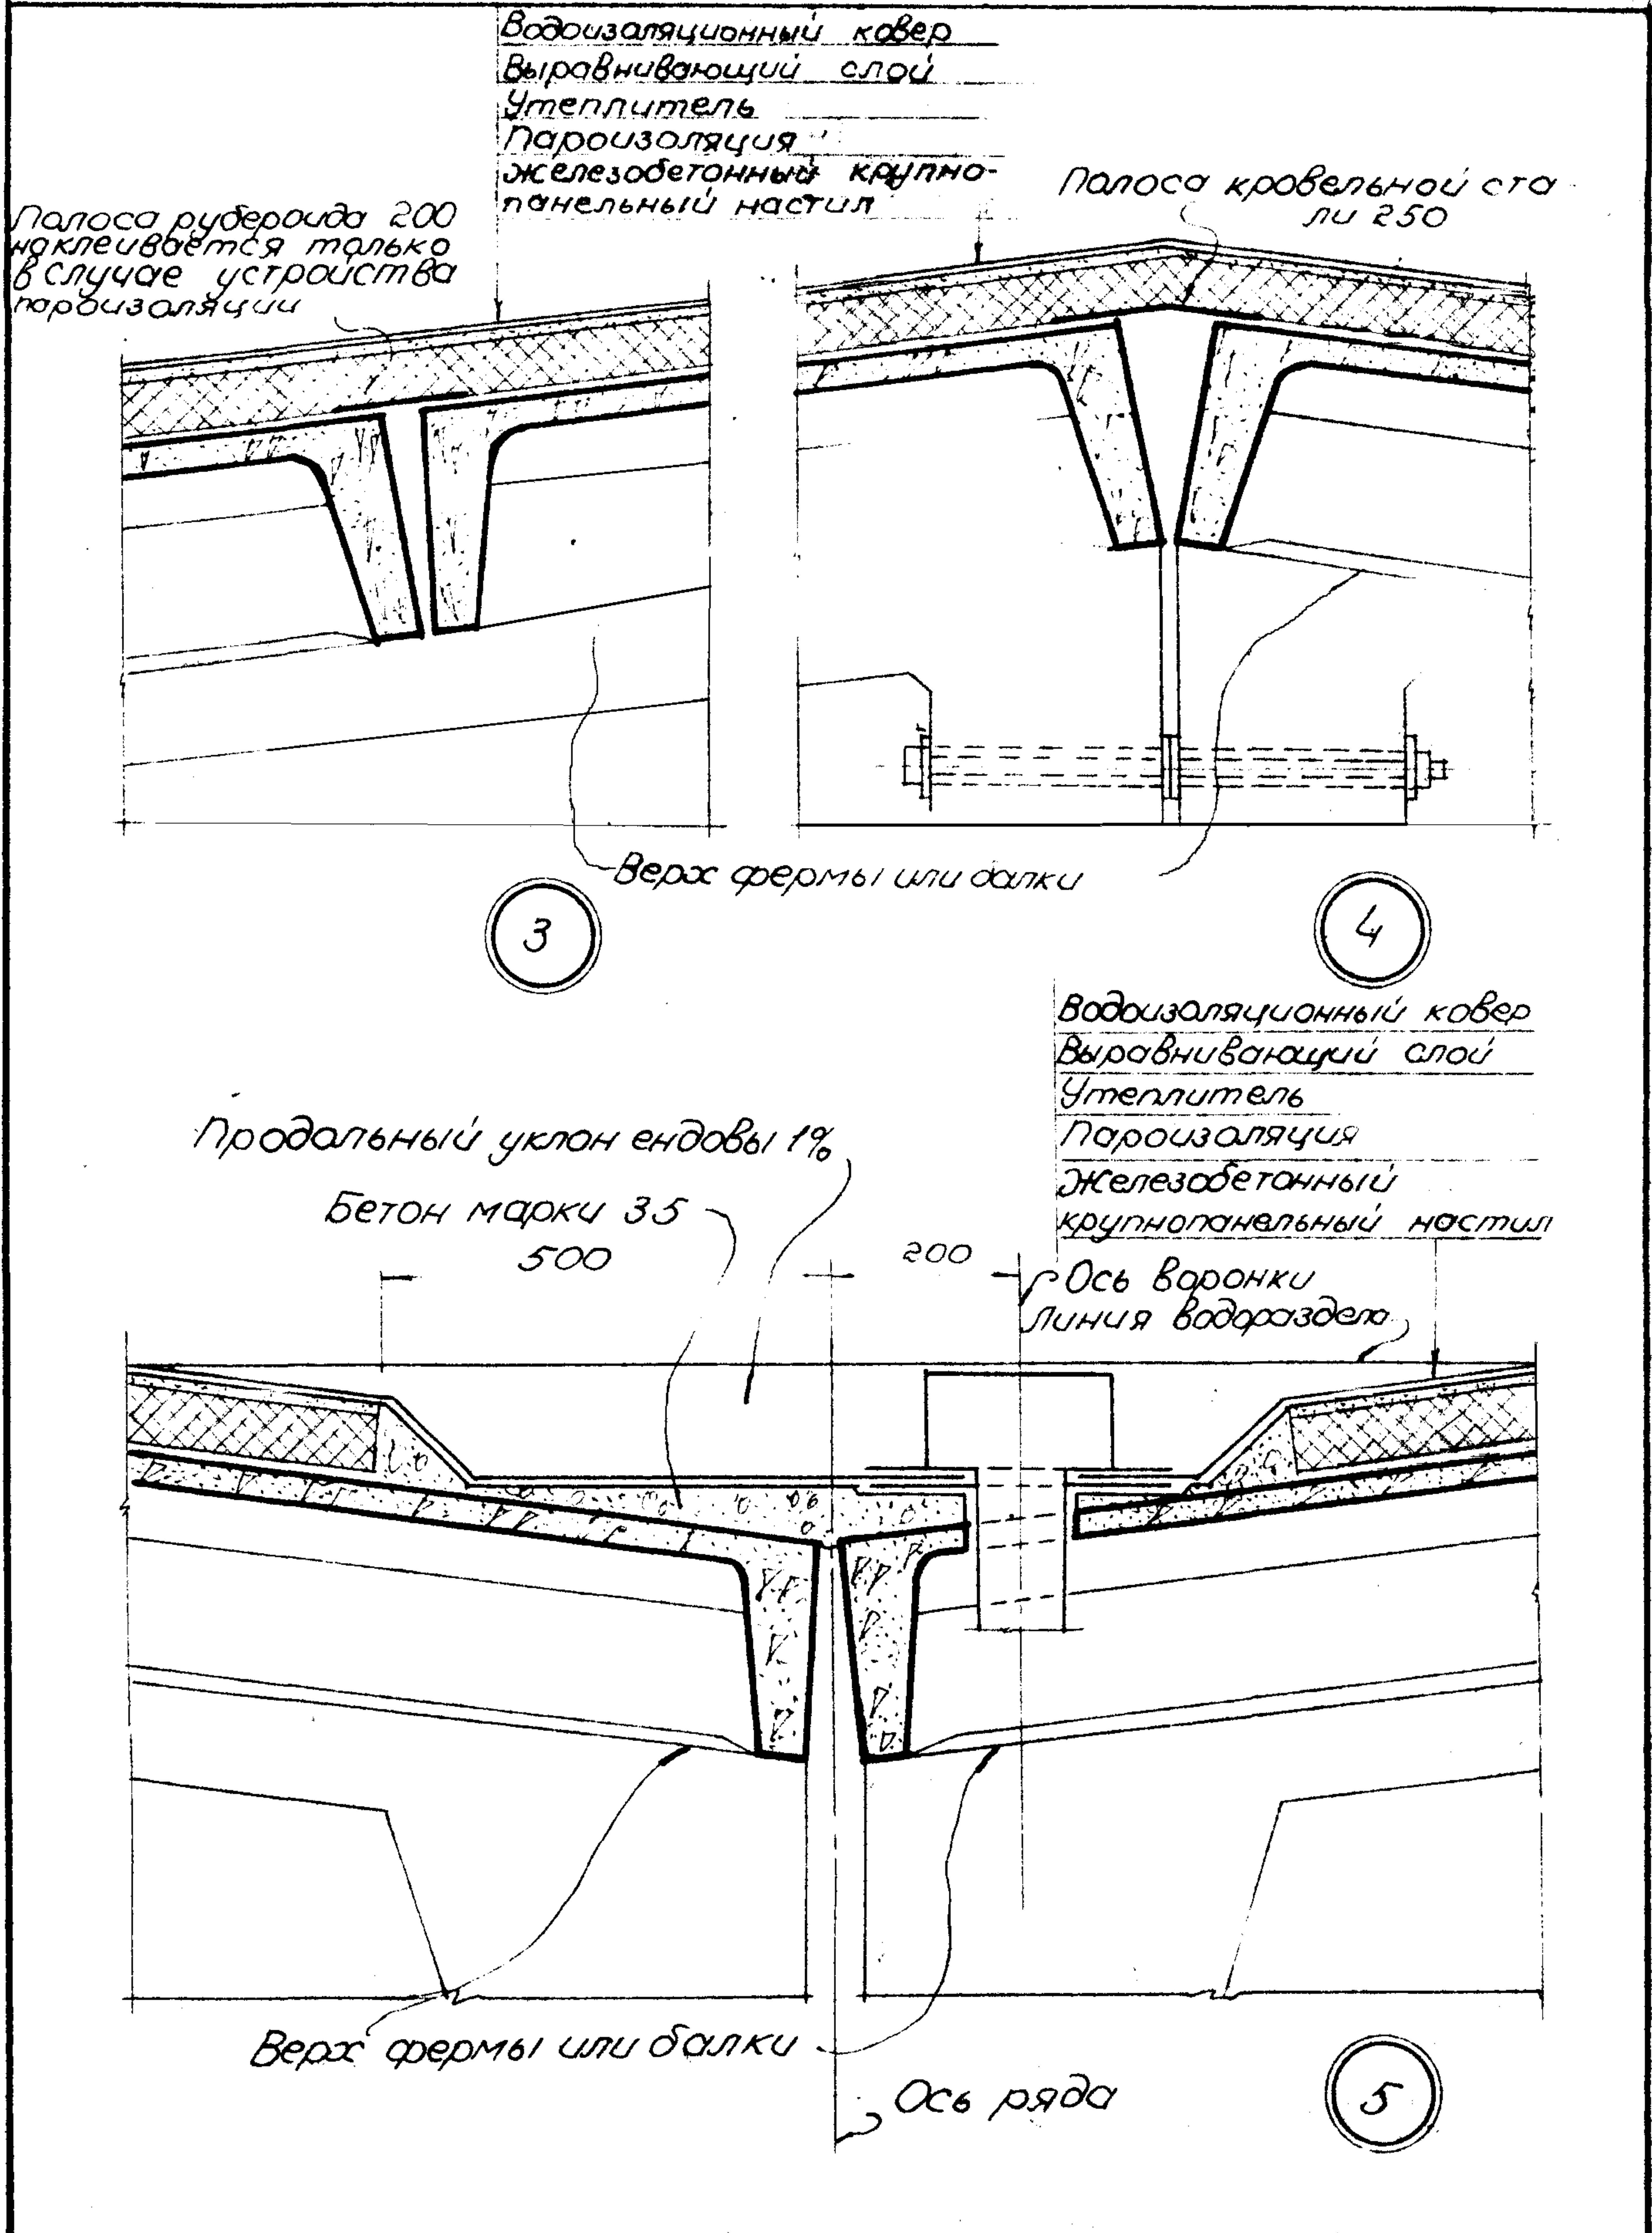 Водоизоляционный ковер
Выравнивающий слой
Утеплитель
Пароизоляция
Железобетонный крупно-
панельный настил
Полоса рубероида 200
наклеивается только
в случае устройства
пароизоляции
Полоса кровельной ста
ли 250
Верх фермы или балки
3
4
Водоизоляционный ковер
Выравнивающий слой
Утеплитель
Пароизоляция
Железобетонный
крупнопанельный настил
Продольный уклон ендовы 1%
Бетон марки 35
500
200
Ось воронки
Линия водораздела
Верх фермы или балки
Ось ряда
5